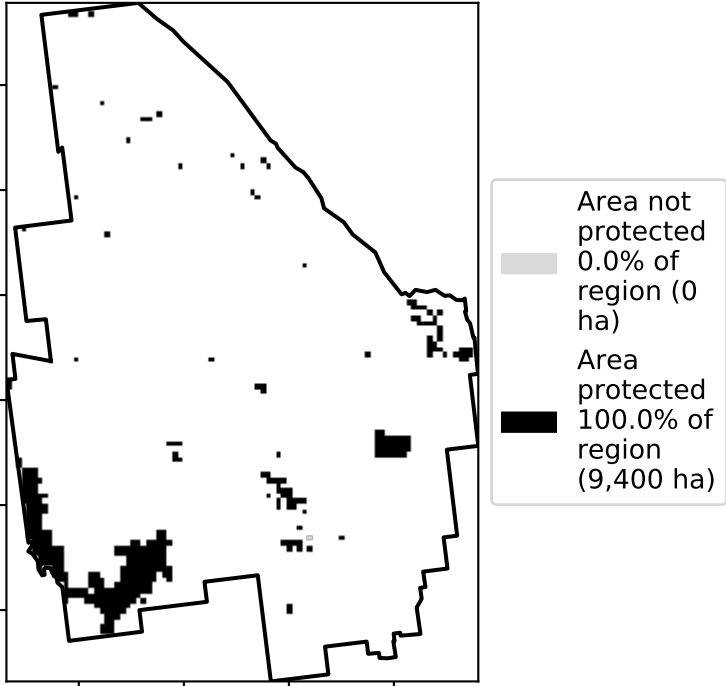 Area not
protected
0.0% of
region (0
ha)
Area
protected
100.0% of
region
(9,400 ha)